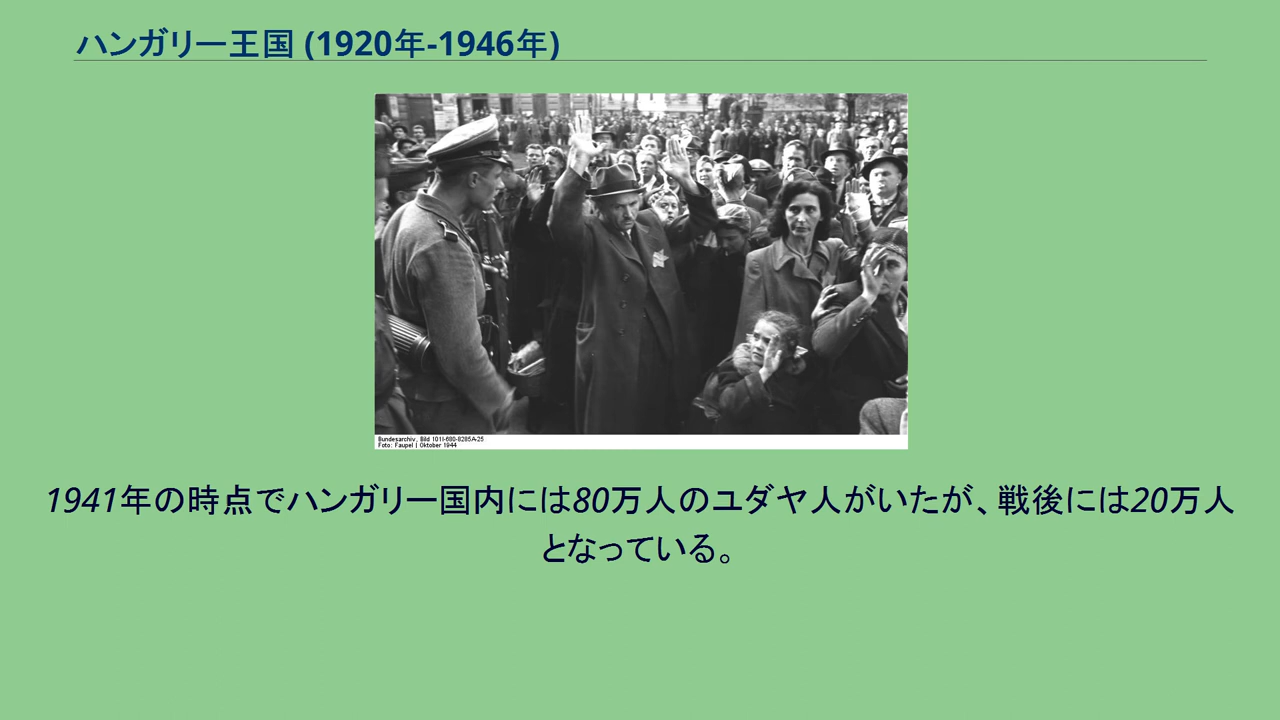 ハンガリー王国 (1920年-1946年)
Bundesarchiv, Bild 101I-680-8285A-25
Foto: Faupel | Oktober 1944
1941年の時点でハンガリー国内には80万人のユダヤ人がいたが、戦後には20万人
となっている。